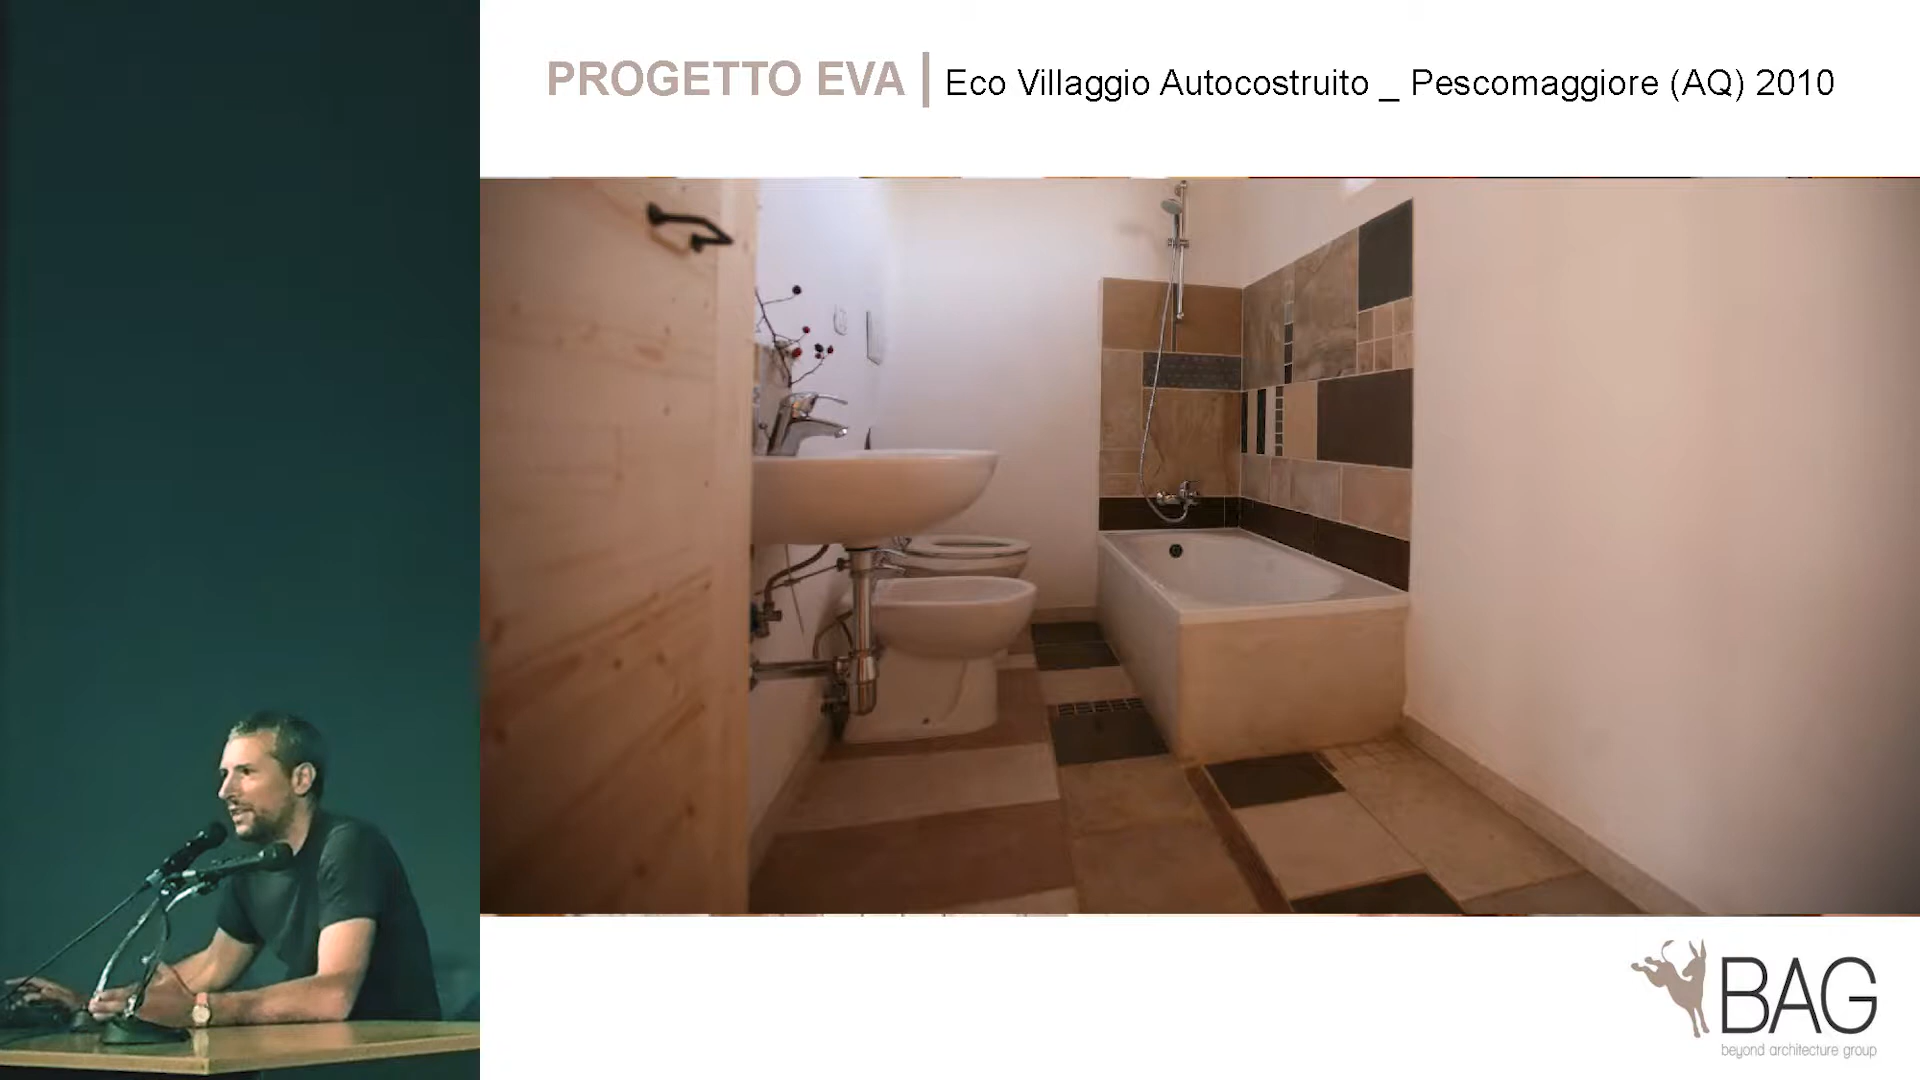 PROGETTO EVA | Eco Villaggio Autocostruito _ Pescomaggiore (AQ) 2010
BAG
beyond architecture group